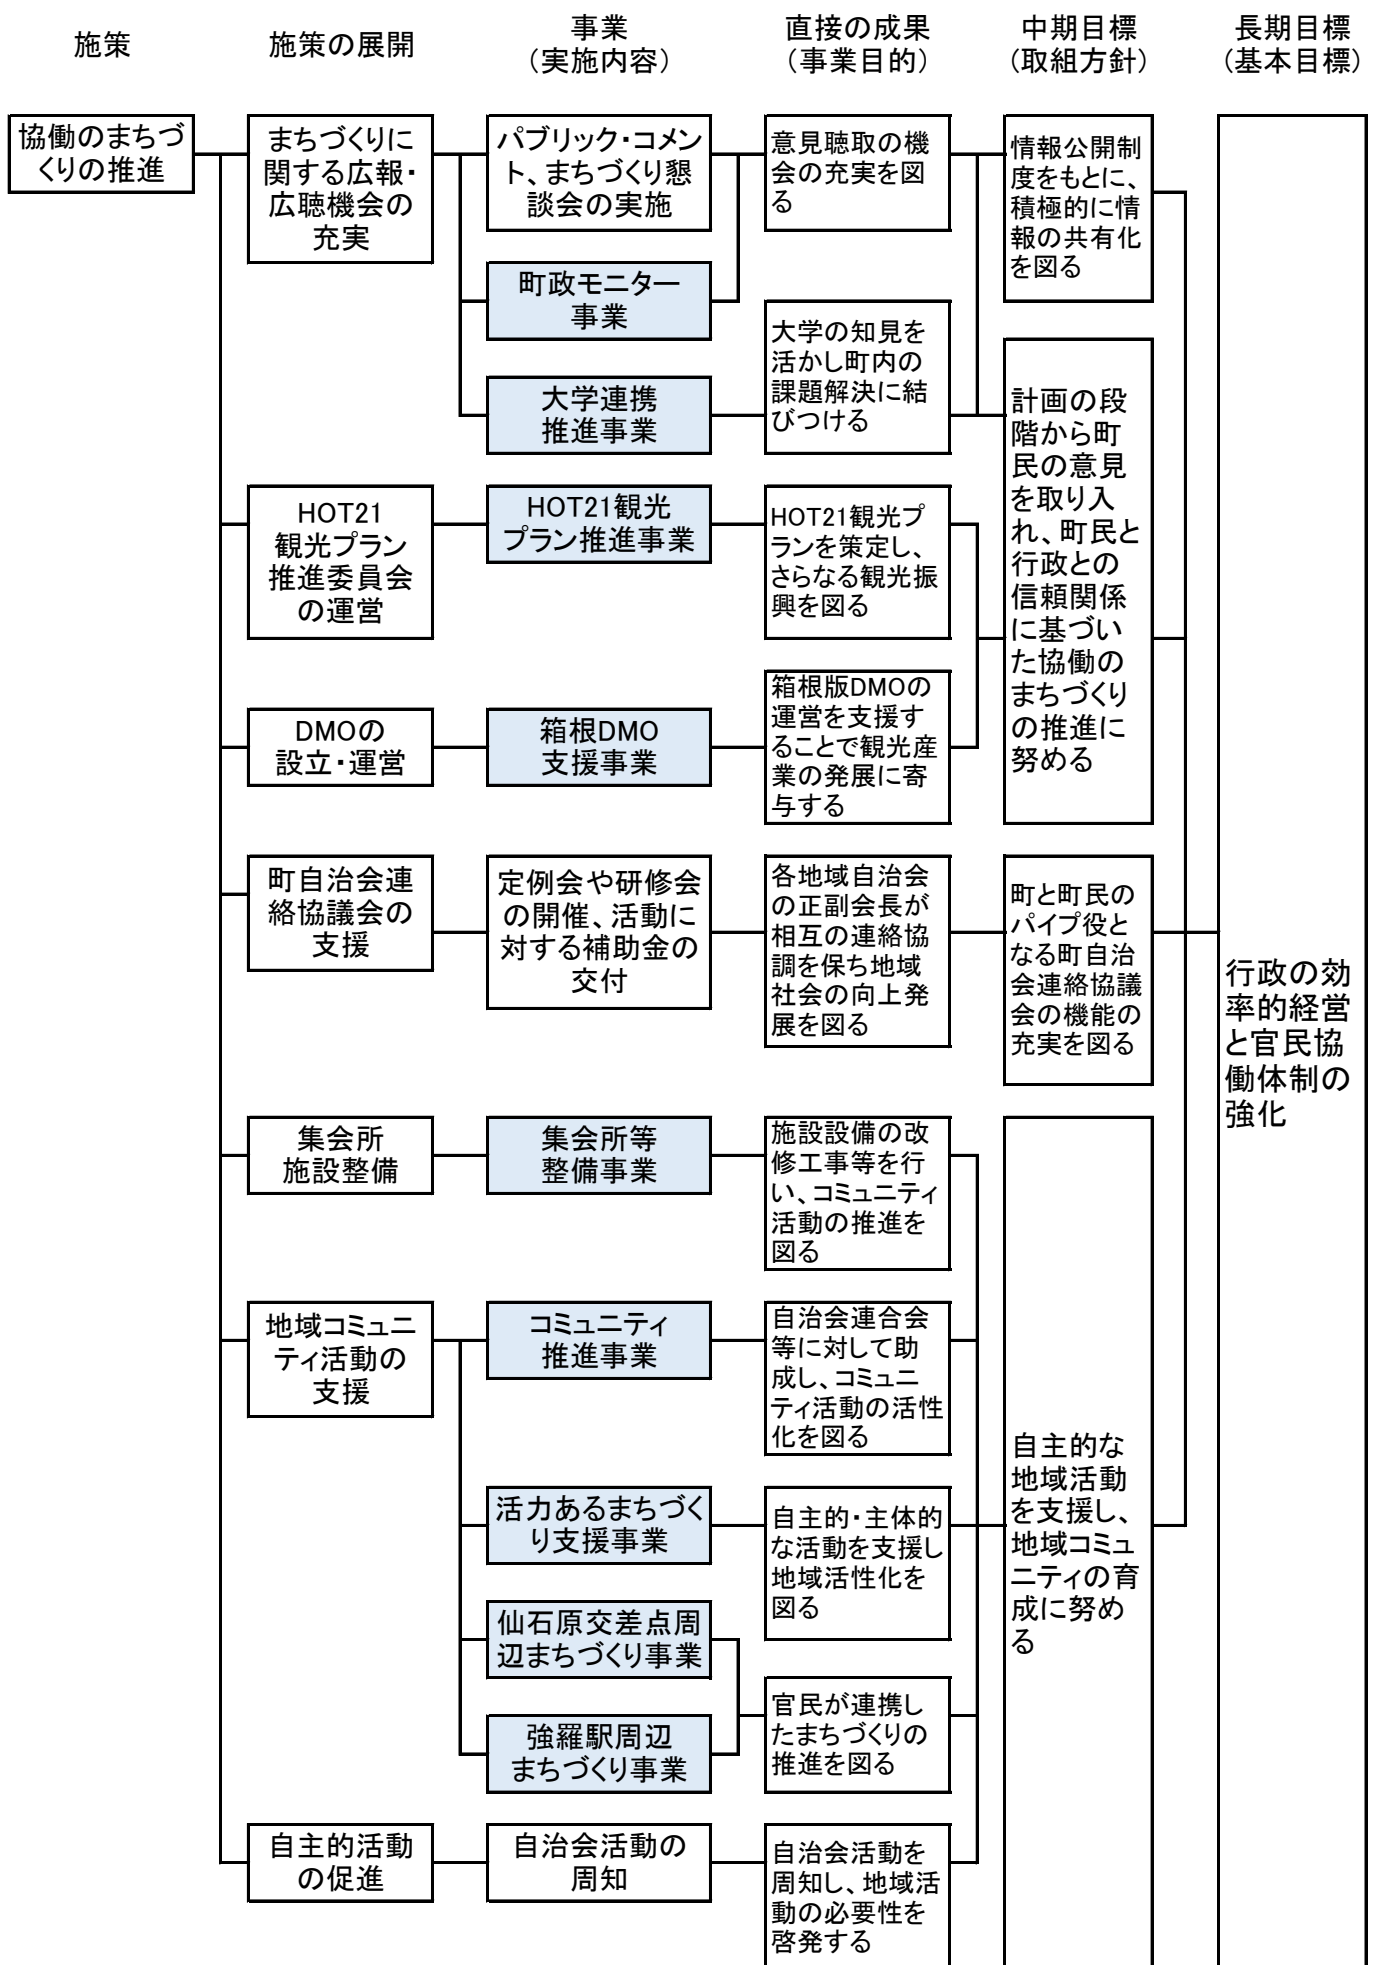 施策
施策の展開
事業
（実施内容）
直接の成果
（事業目的）
中期目標
（取組方針）
長期目標
（基本目標）
協働のまちづ
くりの推進
まちづくりに
関する広報・
広聴機会の
充実
パブリック・コメン
ト、まちづくり懇
談会の実施
意見聴取の機
会の充実を図
る
情報公開制
度をもとに、
積極的に情
報の共有化
を図る
町政モニター
事業
大学連携
推進事業
大学の知見を
活かし町内の
課題解決に結
びつける
計画の段
階から町
民の意見
を取り入
れ、町民と
行政との
信頼関係
に基づい
た協働の
まちづくり
の推進に
努める
HOT21
観光プラン
推進委員会
の運営
HOT21観光
プラン推進事業
HOT21観光プ
ランを策定し、
さらなる観光振
興を図る
DMOの
設立・運営
箱根DMO
支援事業
箱根版DMOの
運営を支援す
ることで観光産
業の発展に寄
与する
町自治会連
絡協議会の
支援
定例会や研修会
の開催、活動に
対する補助金の
交付
各地域自治会
の正副会長が
相互の連絡協
調を保ち地域
社会の向上発
展を図る
町と町民の
パイプ役と
なる町自治
会連絡協議
会の機能の
充実を図る
行政の効
率的経営
と官民協
働体制の
強化
集会所
施設整備
集会所等
整備事業
施設設備の改
修工事等を行
い、コミュニティ
活動の推進を
図る
地域コミュニ
ティ活動の
支援
コミュニティ
推進事業
自治会連合会
等に対して助
成し、コミュニ
ティ活動の活性
化を図る
自主的な
地域活動
を支援し、
地域コミュ
ニティの育
成に努め
る
活力あるまちづく
り支援事業
自主的・主体的
な活動を支援し
地域活性化を
図る
仙石原交差点周
辺まちづくり事業
強羅駅周辺
まちづくり事業
官民が連携し
たまちづくりの
推進を図る
自主的活動
の促進
自治会活動の
周知
自治会活動を
周知し、地域活
動の必要性を
啓発する